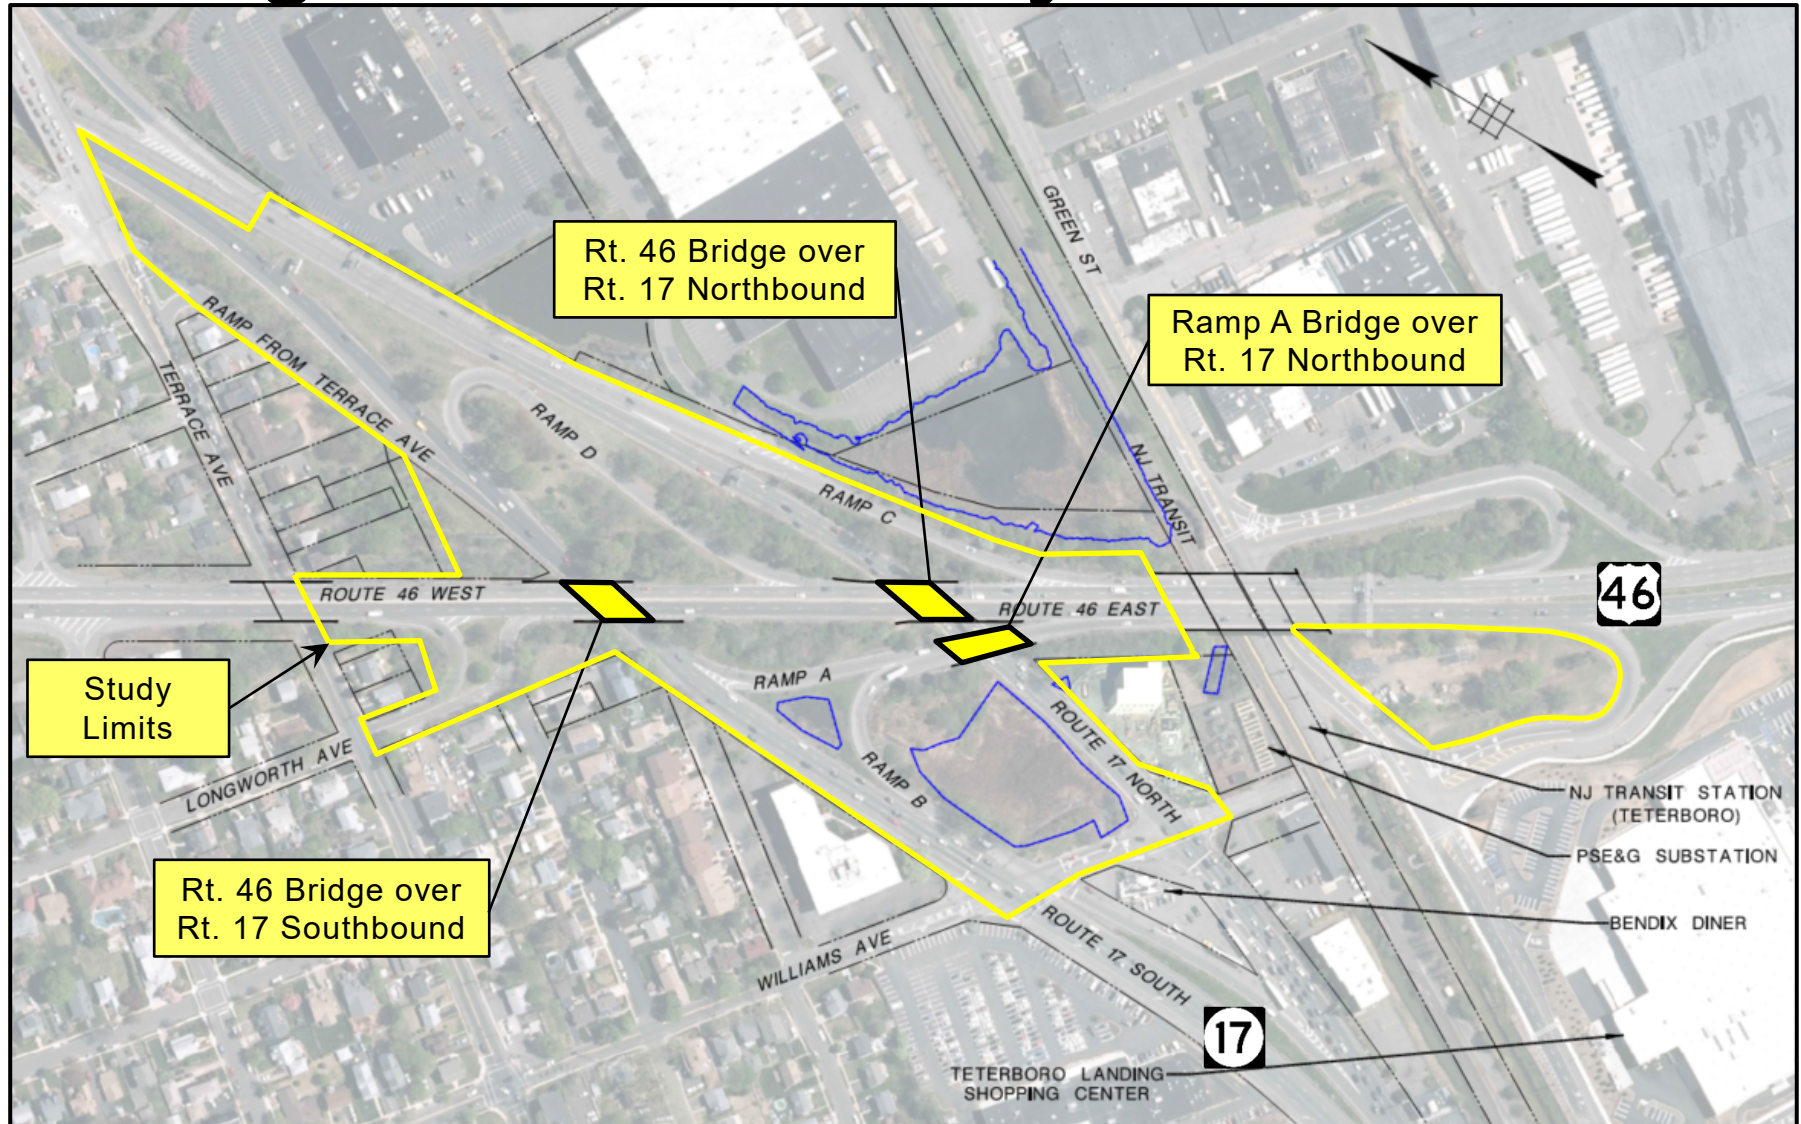 GREEN ST
Rt. 46 Bridge over
Rt. 17 Northbound
Ramp A Bridge over
Rt. 17 Northbound
RAMP FROM TERRACE AVE
TERRACE AVE
RAMP D
RAMP C
NJ TRANSIT
ROUTE 46 WEST
ROUTE 46 EAST
46
Study
Limits
RAMP A
ROUTE 17 NORTH
RAMP B
LONGWORTH AVE
NJ TRANSIT STATION
(TETERBORO)
PSE&G SUBSTATION
Rt. 46 Bridge over
Rt. 17 Southbound
BENDIX DINER
WILLIAMS AVE
ROUTE 17 SOUTH
17
TETERBORO LANDING
SHOPPING CENTER